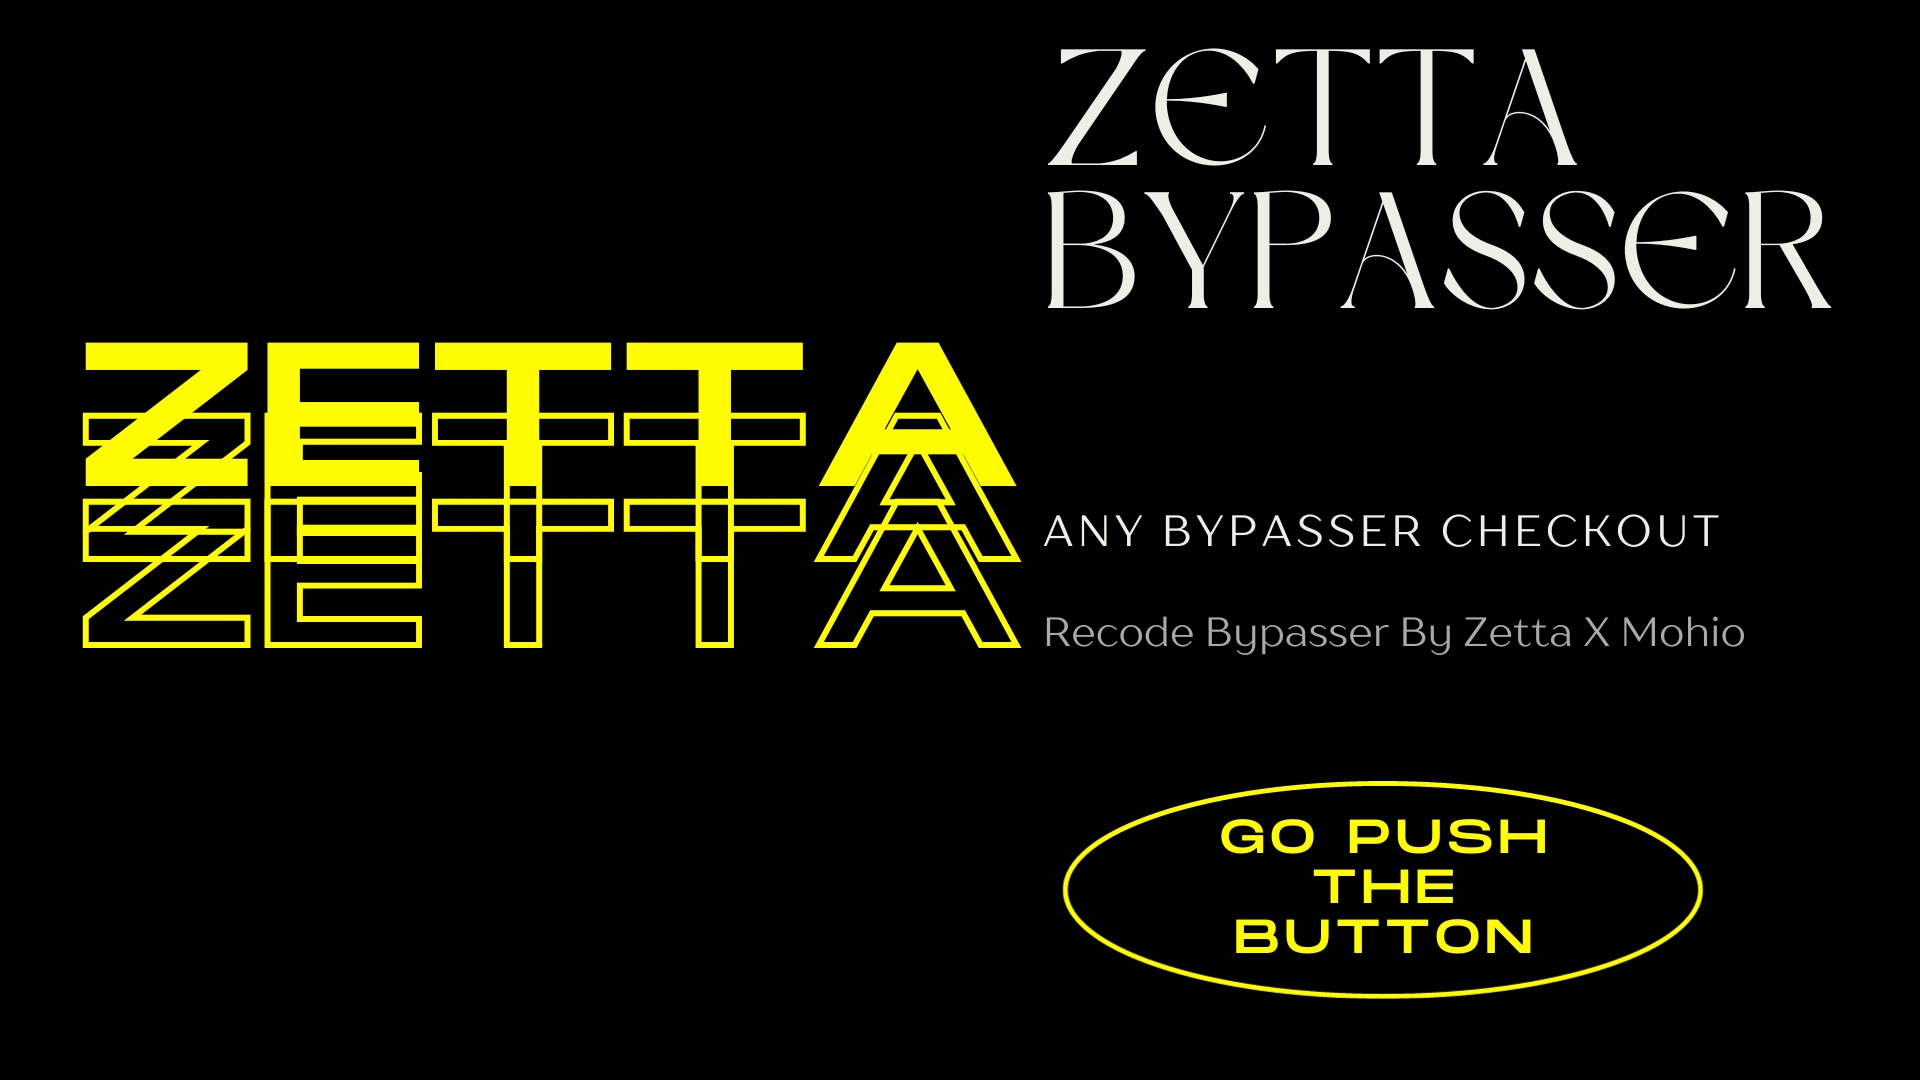 ZETTA
BYPASSER
ZETTA
ZETTA
ZETTA
ANY BYPASSER CHECKOUT
Recode Bypasser By Zetta X Mohio
GO PUSH
THE
BUTTON